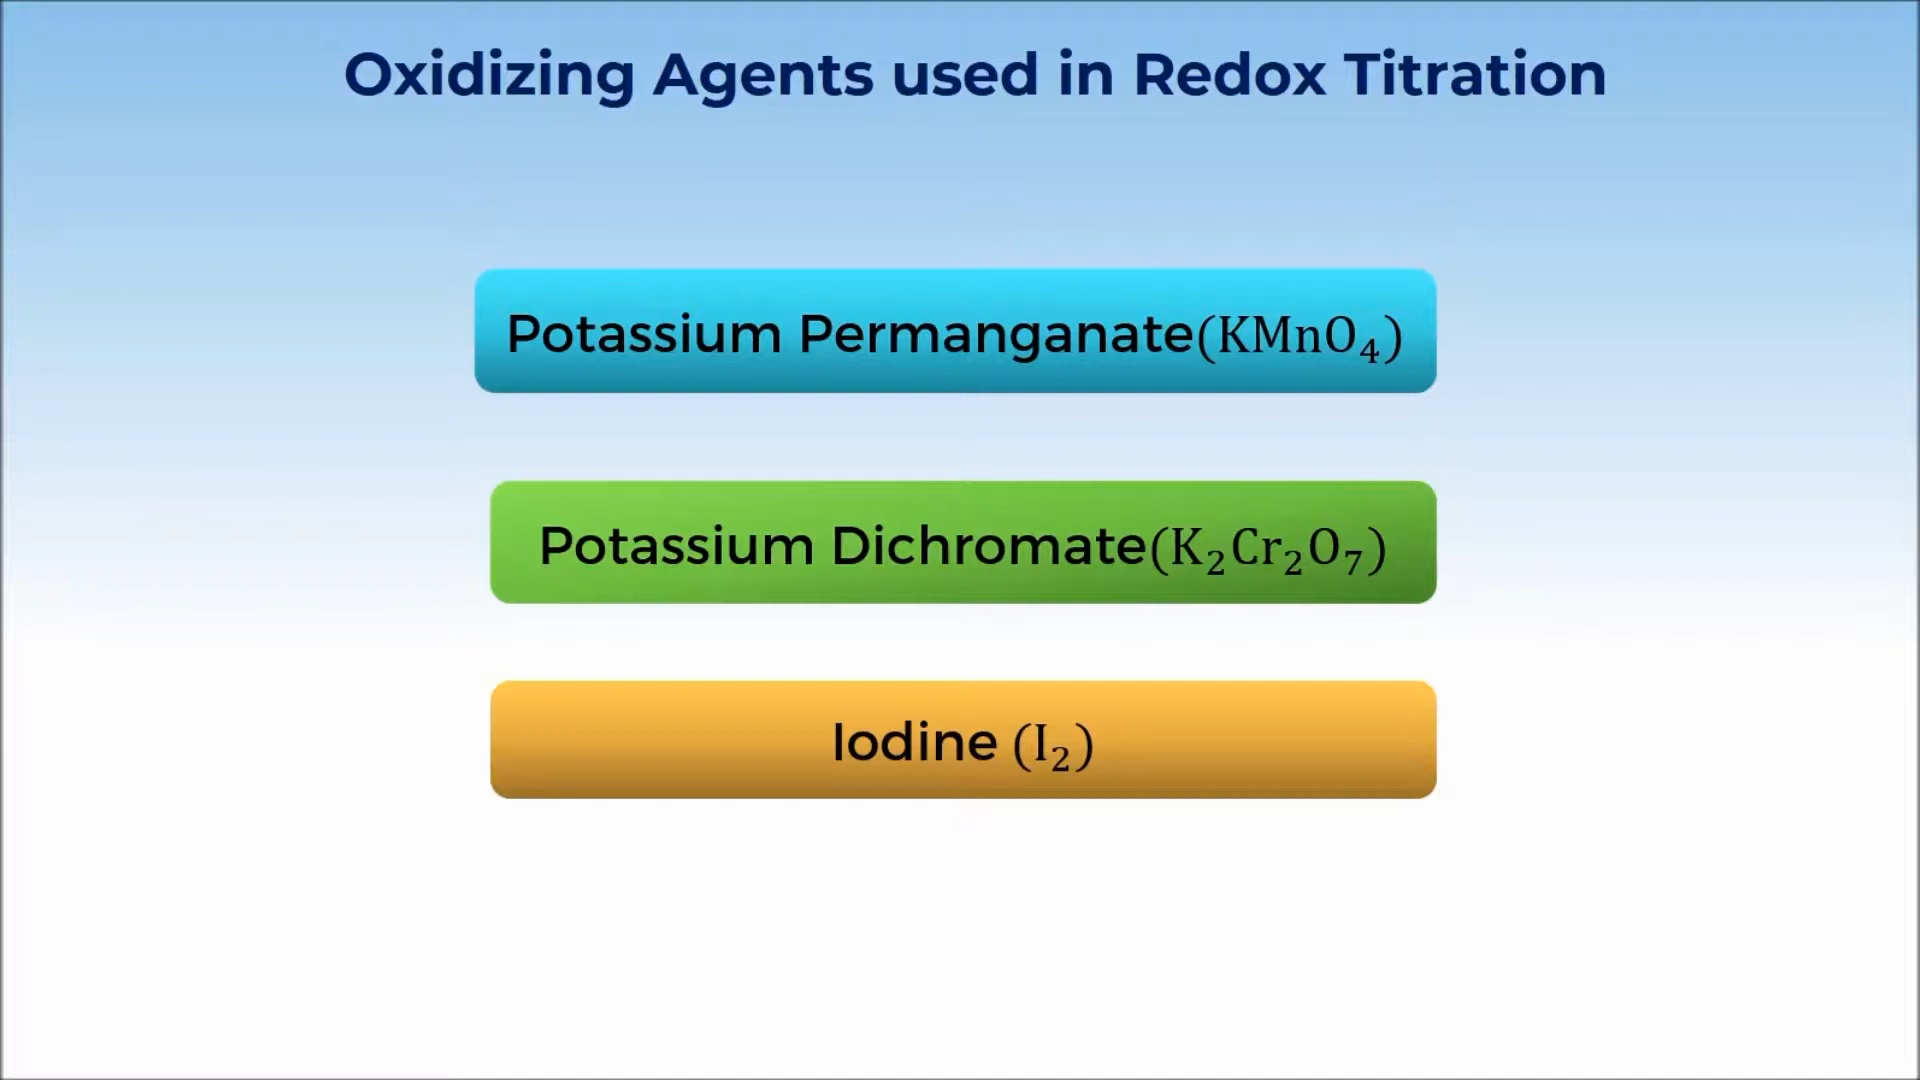 Oxidizing Agents used in Redox Titration
Potassium Permanganate(KMnO₄)
Potassium Dichromate(K₂Cr₂O₇)
Iodine (I₂)